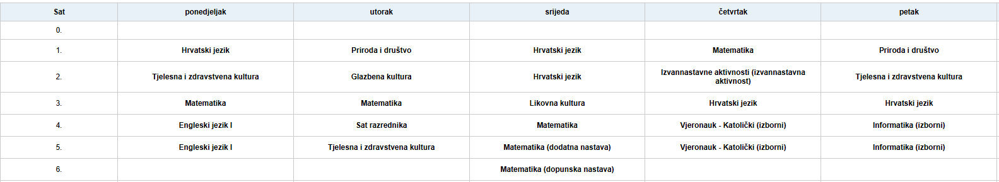 Sat ponedjeljak utorak srijeda četvrtak petak
0.
1. Hrvatski jezik Priroda i društvo Hrvatski jezik Matematika Priroda i društvo
2. Tjelesna i zdravstvena kultura Glazbena kultura Hrvatski jezik Izvannastavne aktivnosti (izvannastavna aktivnost) Tjelesna i zdravstvena kultura
3. Matematika Matematika Likovna kultura Hrvatski jezik Hrvatski jezik
4. Engleski jezik I Sat razrednika Matematika Vjeronauk - Katolički (izborni) Informatika (izborni)
5. Engleski jezik I Tjelesna i zdravstvena kultura Matematika (dodatna nastava) Vjeronauk - Katolički (izborni) Informatika (izborni)
6. Matematika (dopunska nastava)